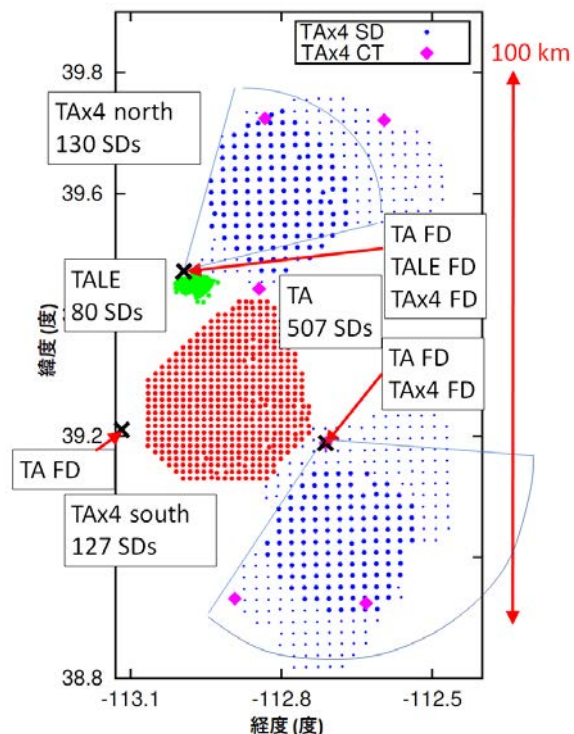 TAx4 SD
TAx4 CT
100 km
39.8
TAx4 north
130 SDs
39.6
TA FD
TALE FD
TAx4 FD
TALE
80 SDs
TA
507 SDs
緯度 (度)
TA FD
TAx4 FD
39.2
TA FD
TAx4 south
127 SDs
38.8
-113.1
-112.8
-112.5
経度 (度)